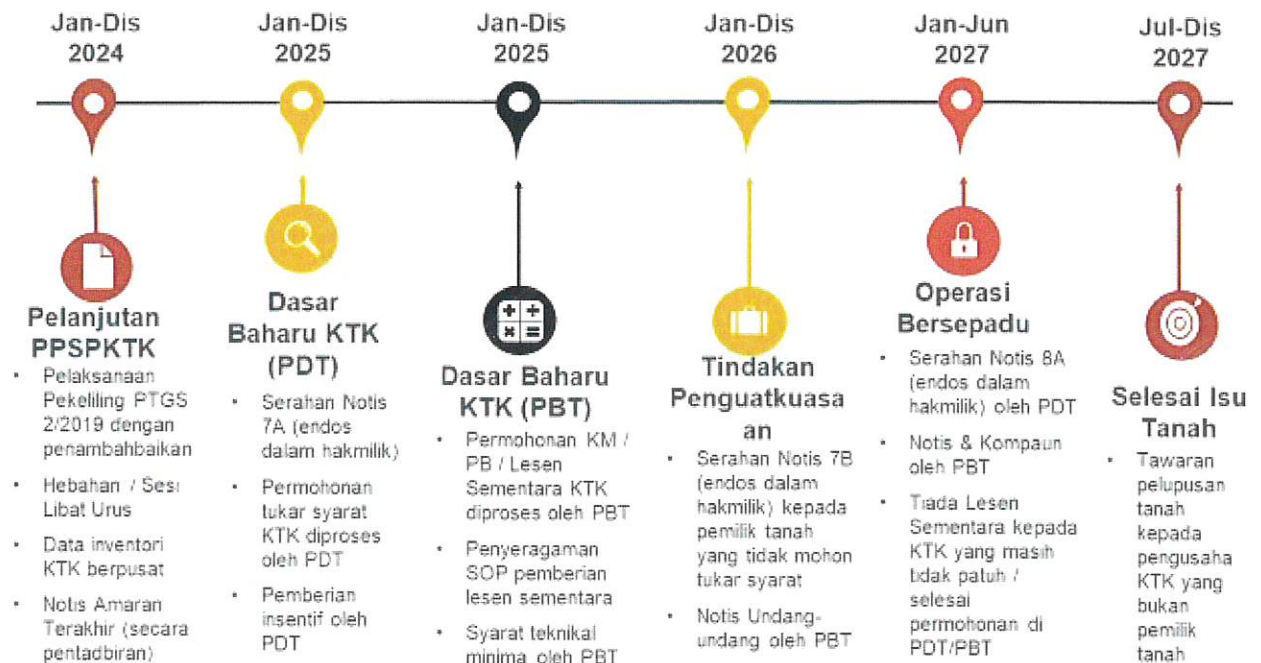 Jan-Dis
2024
Jan-Dis
2025
Jan-Dis
2025
Jan-Dis
2026
Jan-Jun
2027
Jul-Dis
2027
Pelanjutan
PPSPKTK
• Pelaksanaan
Pekeliling PTGS
2/2019 dengan
penambahbaikan
• Hebahan / Sesi
Libat Urus
• Data inventori
KTK berpusat
• Notis Amaran
Terakhir (secara
pentadbiran)
Dasar
Baharu KTK
(PDT)
• Serahan Notis
7A (endos
dalam hakmilik)
• Permohonan
tukar syarat
KTK diproses
oleh PDT
• Pemberian
insentif oleh
PDT
Dasar Baharu
KTK (PBT)
• Permohonan KM /
PB / Lesen
Sementara KTK
diproses oleh PBT
• Penyeragaman
SOP pemberian
lesen sementara
• Syarat teknikal
minima oleh PBT
Tindakan
Penguatkuasa
an
• Serahan Notis 7B
(endos dalam
hakmilik) kepada
pemilik tanah
yang tidak mohon
tukar syarat
• Notis Undang-
undang oleh PBT
Operasi
Bersepadu
• Serahan Notis 8A
(endos dalam
hakmilik) oleh PDT
• Notis & Kompaun
oleh PBT
• Tiada Lesen
Sementara kepada
KTK yang masih
tidak patuh /
selesai
permohonan di
PDT/PBT
Selesai Isu
Tanah
• Tawaran
pelupusan
tanah
kepada
pengusaha
KTK yang
bukan
pemilik
tanah